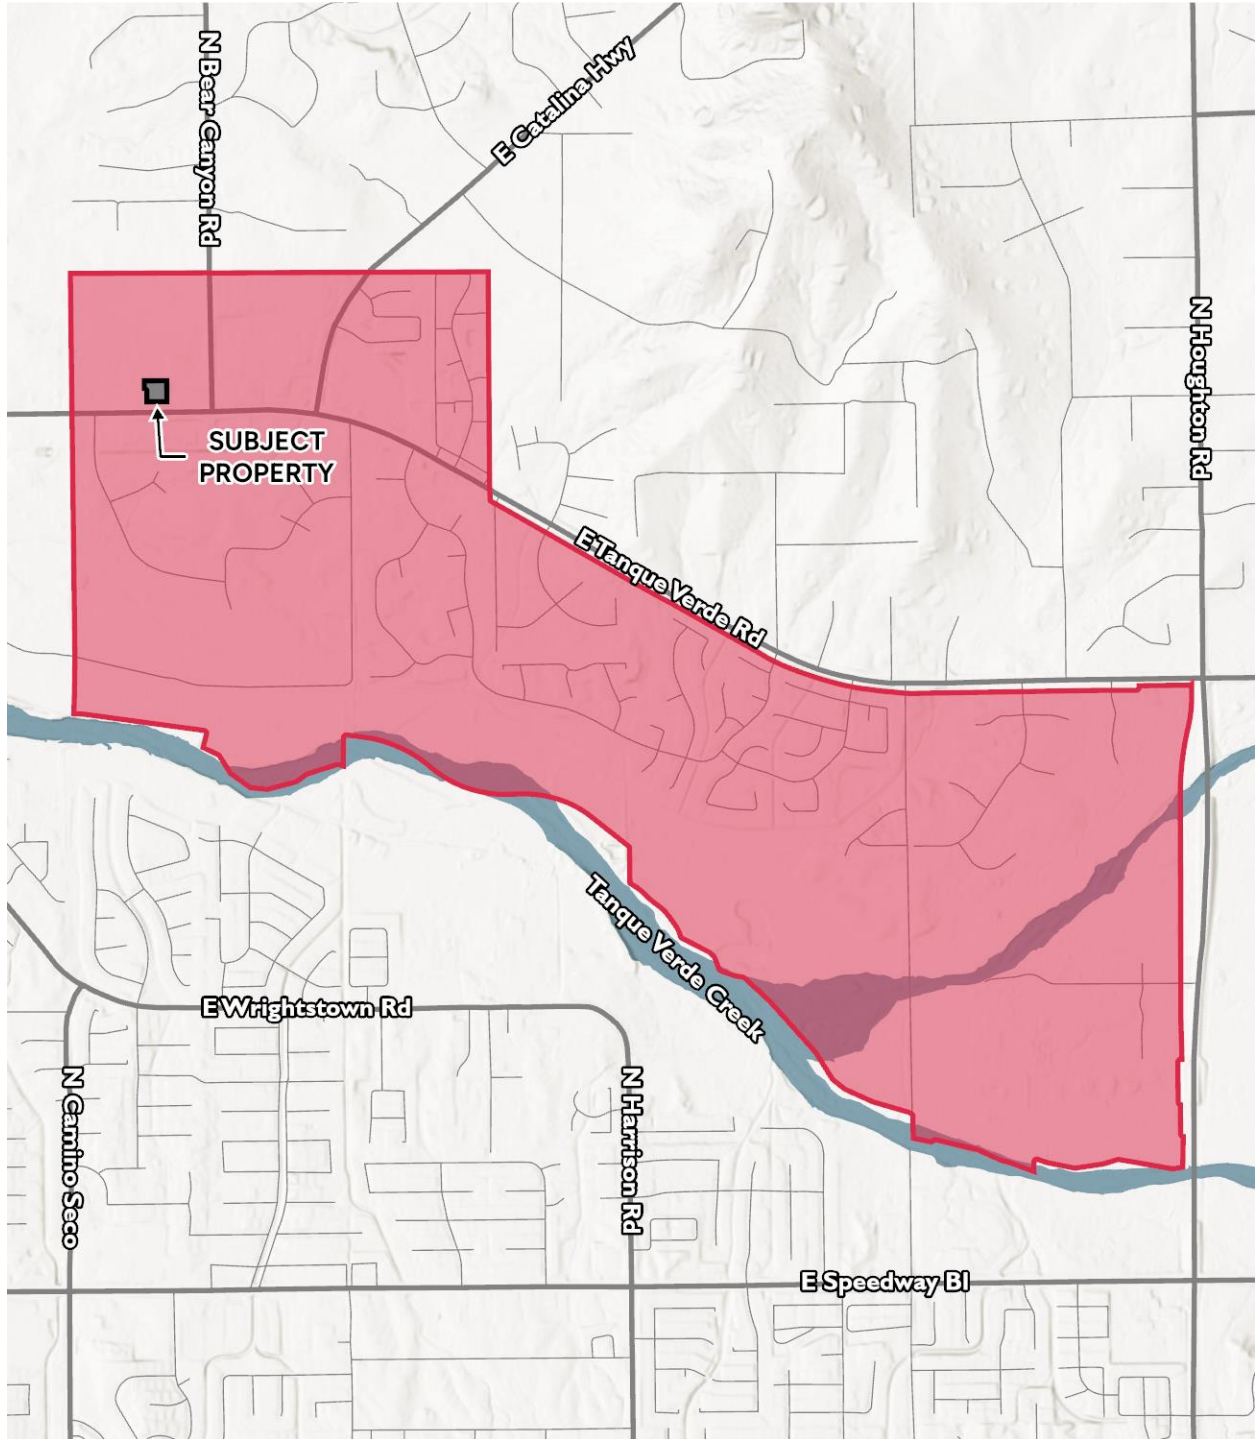 N Bear Canyon Rd
E Catalina Hwy
N Houghton Rd
SUBJECT
PROPERTY
E Tanque Verde Rd
Tanque Verde Creek
E Wrightstown Rd
N Camino Seco
N Harrison Rd
E Speedway Bl